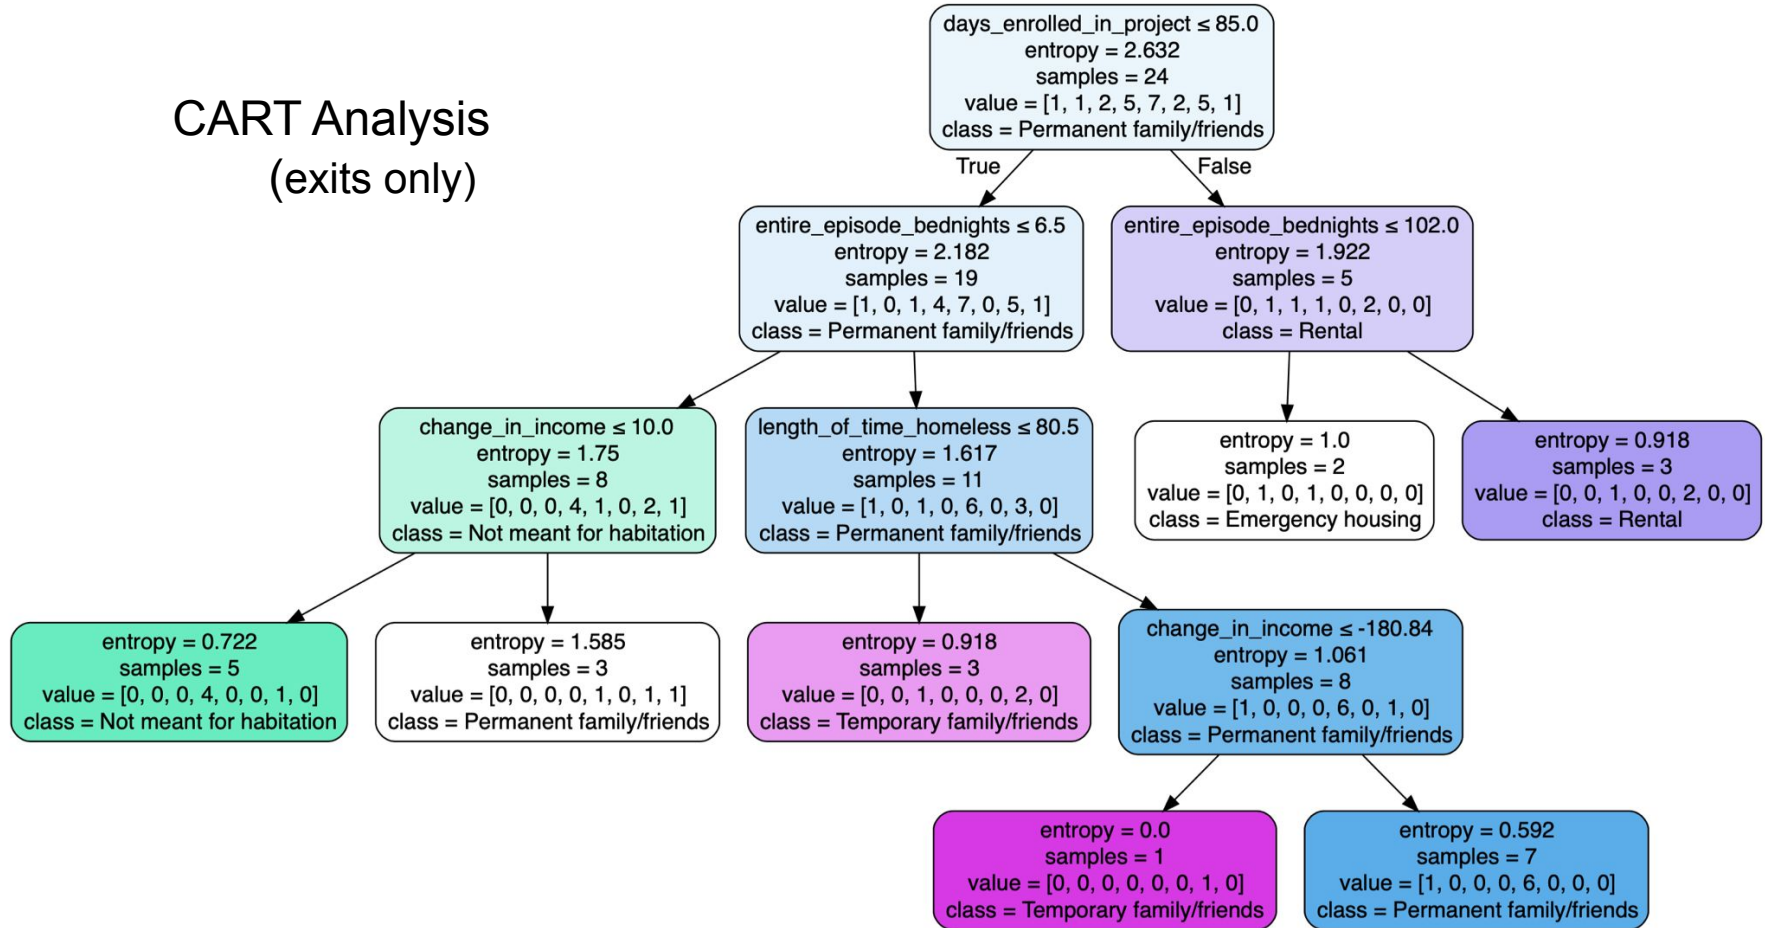 CART Analysis
(exits only)
days_enrolled_in_project ≤ 85.0
entropy = 2.632
samples = 24
value = [1, 1, 2, 5, 7, 2, 5, 1]
class = Permanent family/friends
True
False
entire_episode_bednights ≤ 6.5
entropy = 2.182
samples = 19
value = [1, 0, 1, 4, 7, 0, 5, 1]
class = Permanent family/friends
entire_episode_bednights ≤ 102.0
entropy = 1.922
samples = 5
value = [0, 1, 1, 1, 0, 2, 0, 0]
class = Rental
change_in_income ≤ 10.0
entropy = 1.75
samples = 8
value = [0, 0, 0, 4, 1, 0, 2, 1]
class = Not meant for habitation
length_of_time_homeless ≤ 80.5
entropy = 1.617
samples = 11
value = [1, 0, 1, 0, 6, 0, 3, 0]
class = Permanent family/friends
entropy = 1.0
samples = 2
value = [0, 1, 0, 1, 0, 0, 0, 0]
class = Emergency housing
entropy = 0.918
samples = 3
value = [0, 0, 1, 0, 0, 2, 0, 0]
class = Rental
entropy = 0.722
samples = 5
value = [0, 0, 0, 4, 0, 0, 1, 0]
class = Not meant for habitation
entropy = 1.585
samples = 3
value = [0, 0, 0, 0, 1, 0, 1, 1]
class = Permanent family/friends
entropy = 0.918
samples = 3
value = [0, 0, 1, 0, 0, 0, 2, 0]
class = Temporary family/friends
change_in_income ≤ -180.84
entropy = 1.061
samples = 8
value = [1, 0, 0, 0, 6, 0, 1, 0]
class = Permanent family/friends
entropy = 0.0
samples = 1
value = [0, 0, 0, 0, 0, 0, 1, 0]
class = Temporary family/friends
entropy = 0.592
samples = 7
value = [1, 0, 0, 0, 6, 0, 0, 0]
class = Permanent family/friends